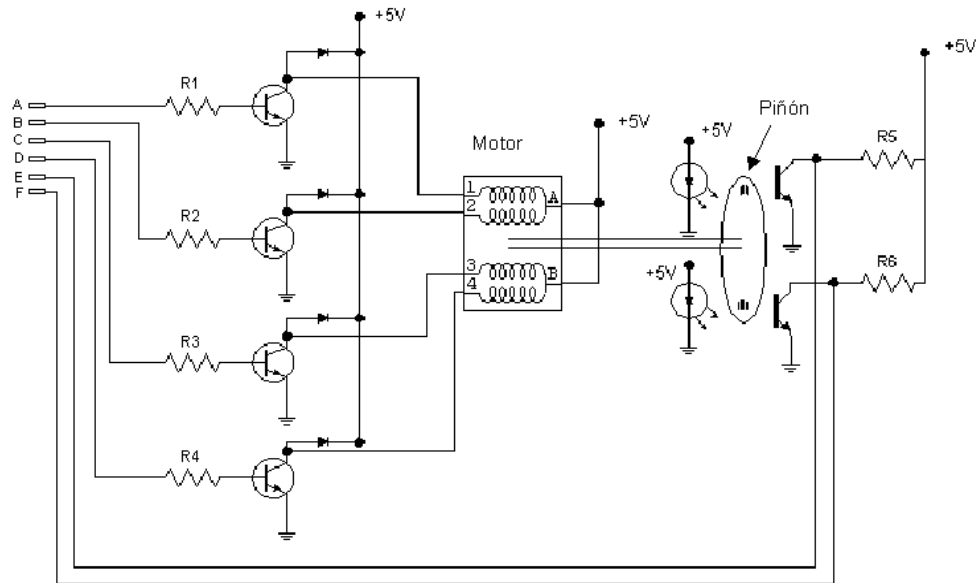 +5V
+5V
R1
A
B
C
D
E
F
Piñón
R5
+5V
+5V
Motor
1
2
A
R2
3
4
B
+5V
R6
R3
R4